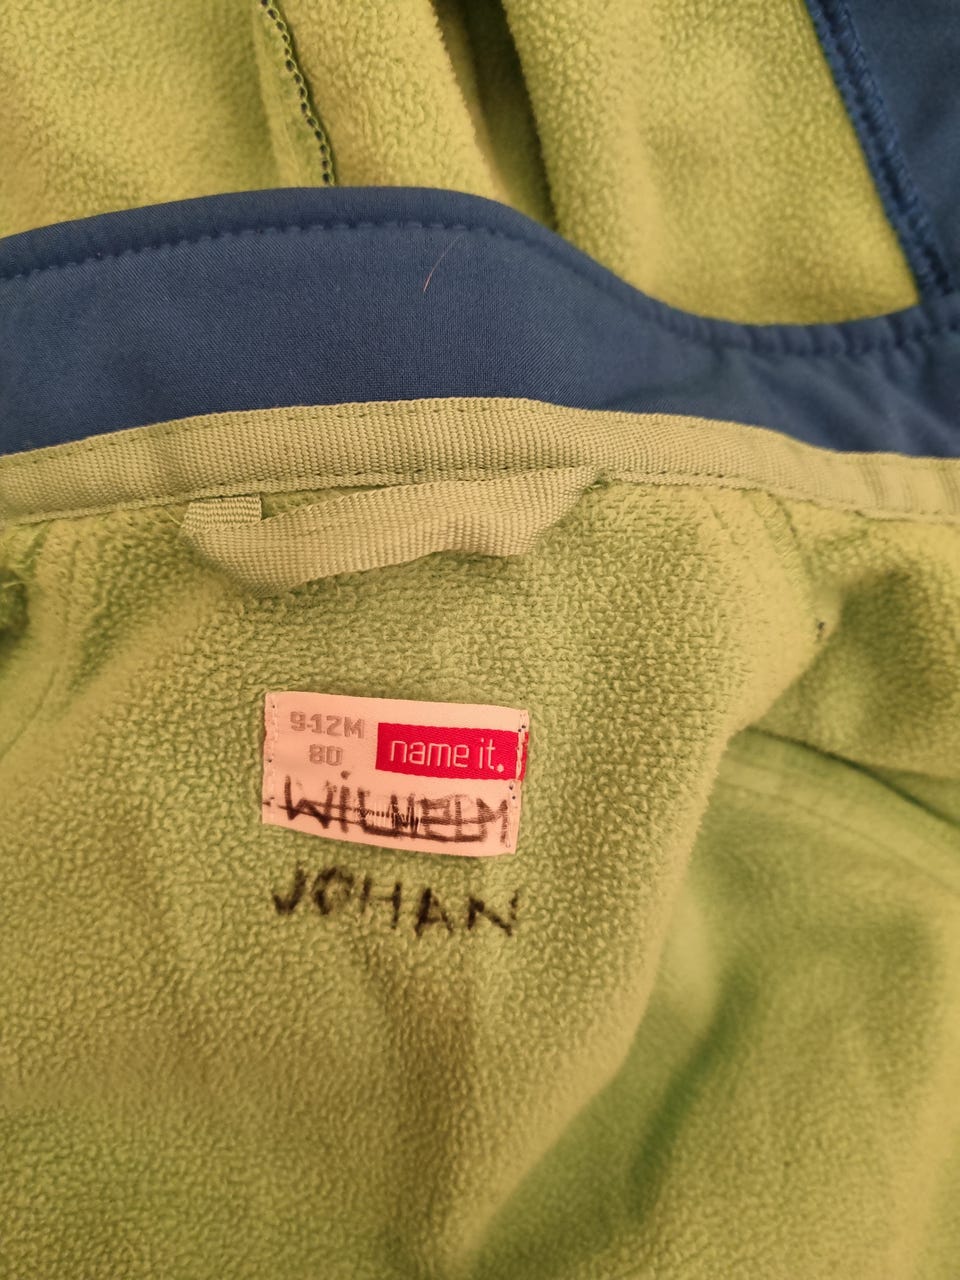 9-12M
80
name it.
WiLHELM
JOHAN